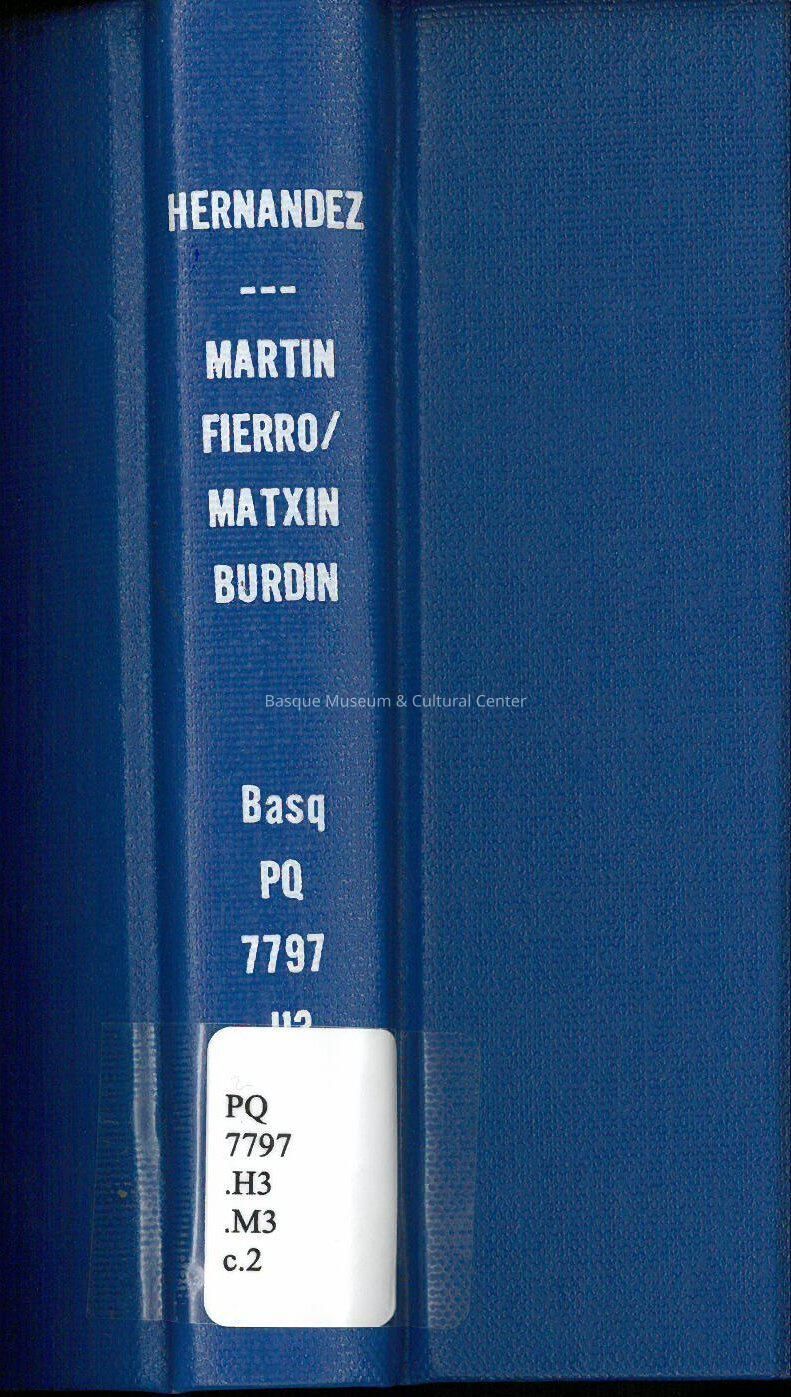 HERNANDEZ
---
MARTIN
FIERRO/
MATXIN
BURDIN
Basque Museum & Cultural Center
Basq
PQ
7797
PQ
7797
.H3
.M3
c.2